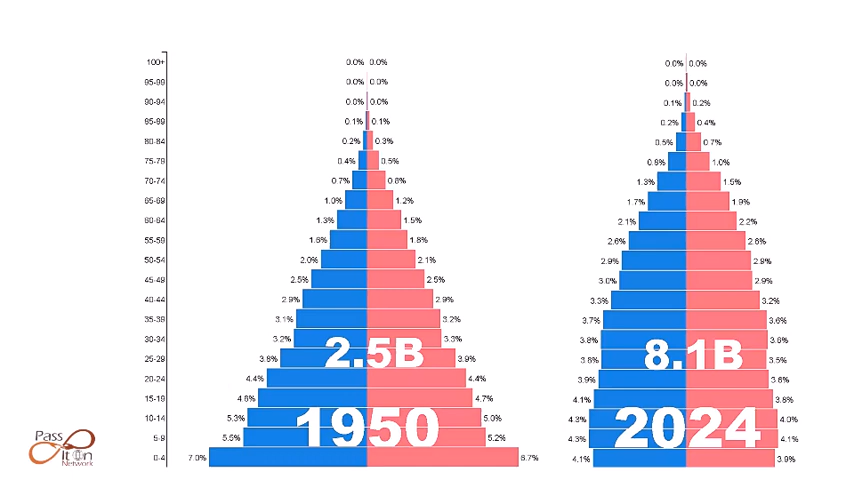 100+ 0.0% 0.0% 0.0% 0.0%
95-99 0.0% 0.0% 0.0% 0.0%
90-94 0.0% 0.0% 0.1% 0.2%
85-89 0.1% 0.1% 0.2% 0.4%
80-84 0.2% 0.3% 0.5% 0.7%
75-79 0.4% 0.5% 1.0%
70-74 0.7% 0.8% 1.3% 1.5%
65-69 1.0% 1.2% 1.7% 1.9%
60-64 1.3% 1.5% 2.1% 2.2%
55-59 1.6% 1.8% 2.6% 2.6%
50-54 2.0% 2.1% 2.9% 2.9%
45-49 2.5% 2.5% 3.0% 2.9%
40-44 2.9% 2.9% 3.3% 3.2%
35-39 3.1% 3.2% 3.7% 3.6%
30-34 3.2% 3.3% 3.8%
2.5B 8.1B
25-29 3.8% 3.9% 3.8% 3.5%
20-24 4.4% 4.4% 3.9% 3.6%
15-19 4.8% 4.7% 4.1% 3.8%
10-14 5.3% 5.0% 4.3% 4.0%
1950 2024
5-9 5.5% 5.2% 4.3% 4.1%
0-4 7.0% 6.7% 4.1% 3.9%
Pass
It On
Network